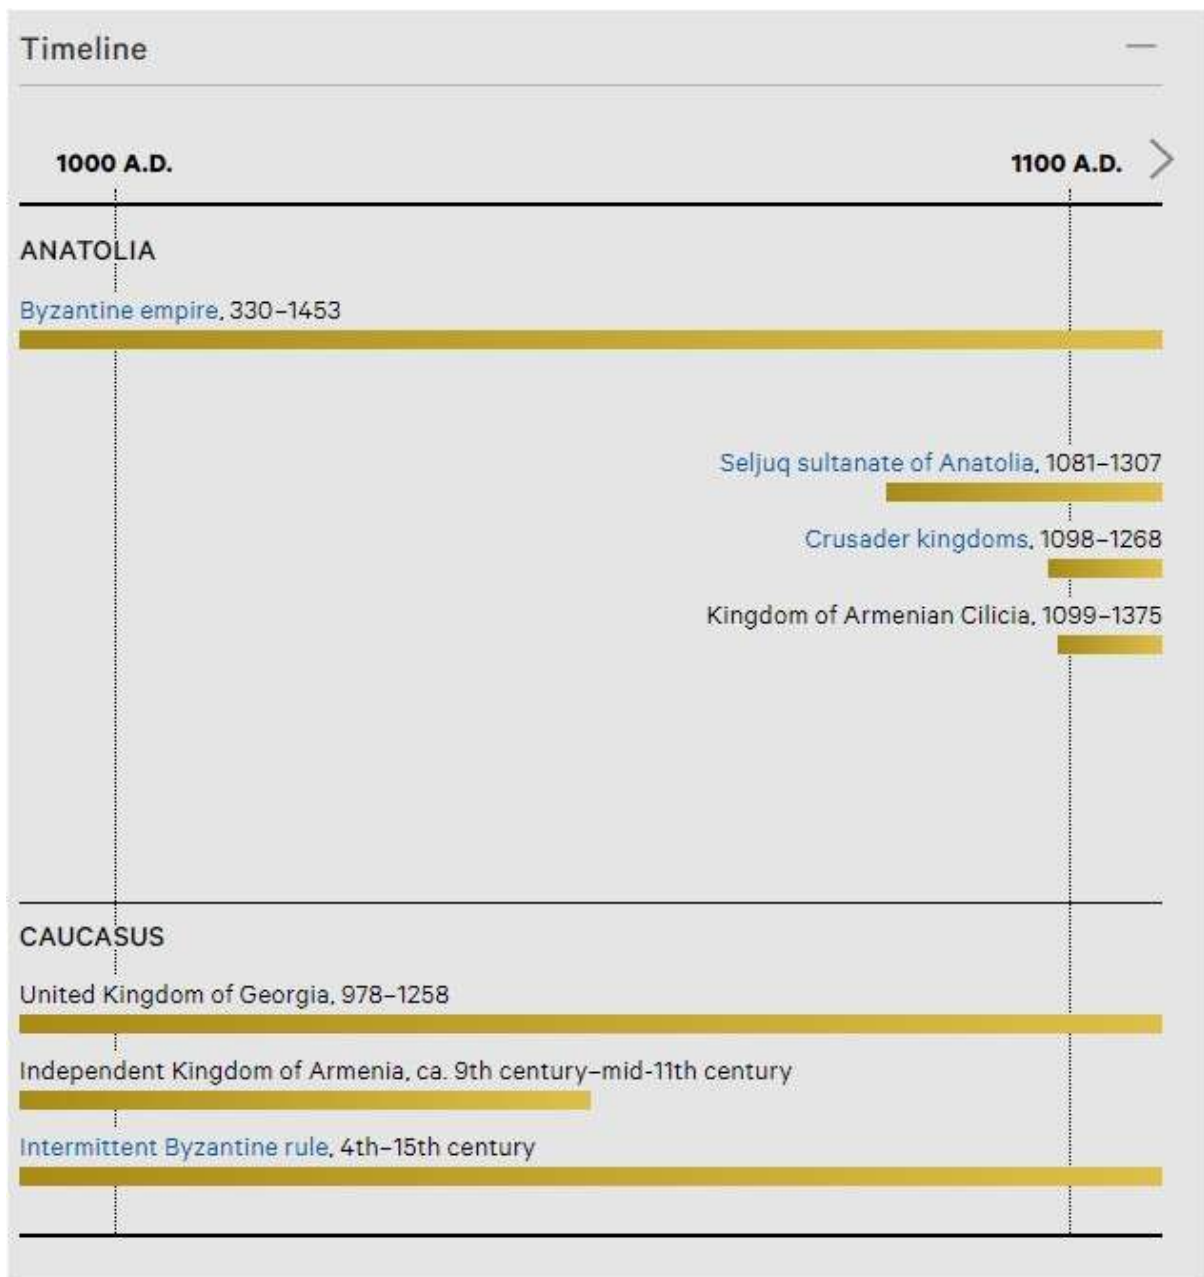 Timeline
1000 A.D. 1100 A.D.
ANATOLIA
Byzantine empire, 330–1453
Seljuq sultanate of Anatolia, 1081–1307
Crusader kingdoms, 1098–1268
Kingdom of Armenian Cilicia, 1099–1375
CAUCASUS
United Kingdom of Georgia, 978–1258
Independent Kingdom of Armenia, ca. 9th century–mid-11th century
Intermittent Byzantine rule, 4th–15th century